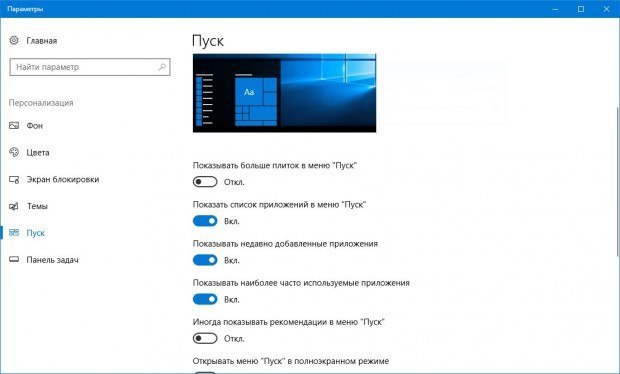 Параметры
Главная
Найти параметр
Персонализация
Фон
Цвета
Экран блокировки
Темы
Пуск
Панель задач
Пуск
Aa
Показывать больше плиток в меню "Пуск"
Откл.
Показать список приложений в меню "Пуск"
Вкл.
Показывать недавно добавленные приложения
Вкл.
Показывать наиболее часто используемые приложения
Вкл.
Иногда показывать рекомендации в меню "Пуск"
Откл.
Открывать меню "Пуск" в полноэкранном режиме